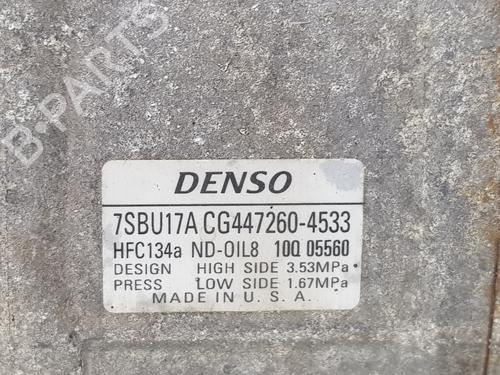 B-PARTS
DENSO
7SBU17A CG447260-4533
HFC134a ND-OIL8 10Q 05560
DESIGN HIGH SIDE 3.53MPa
PRESS LOW SIDE 1.67MPa
MADE IN U.S.A.